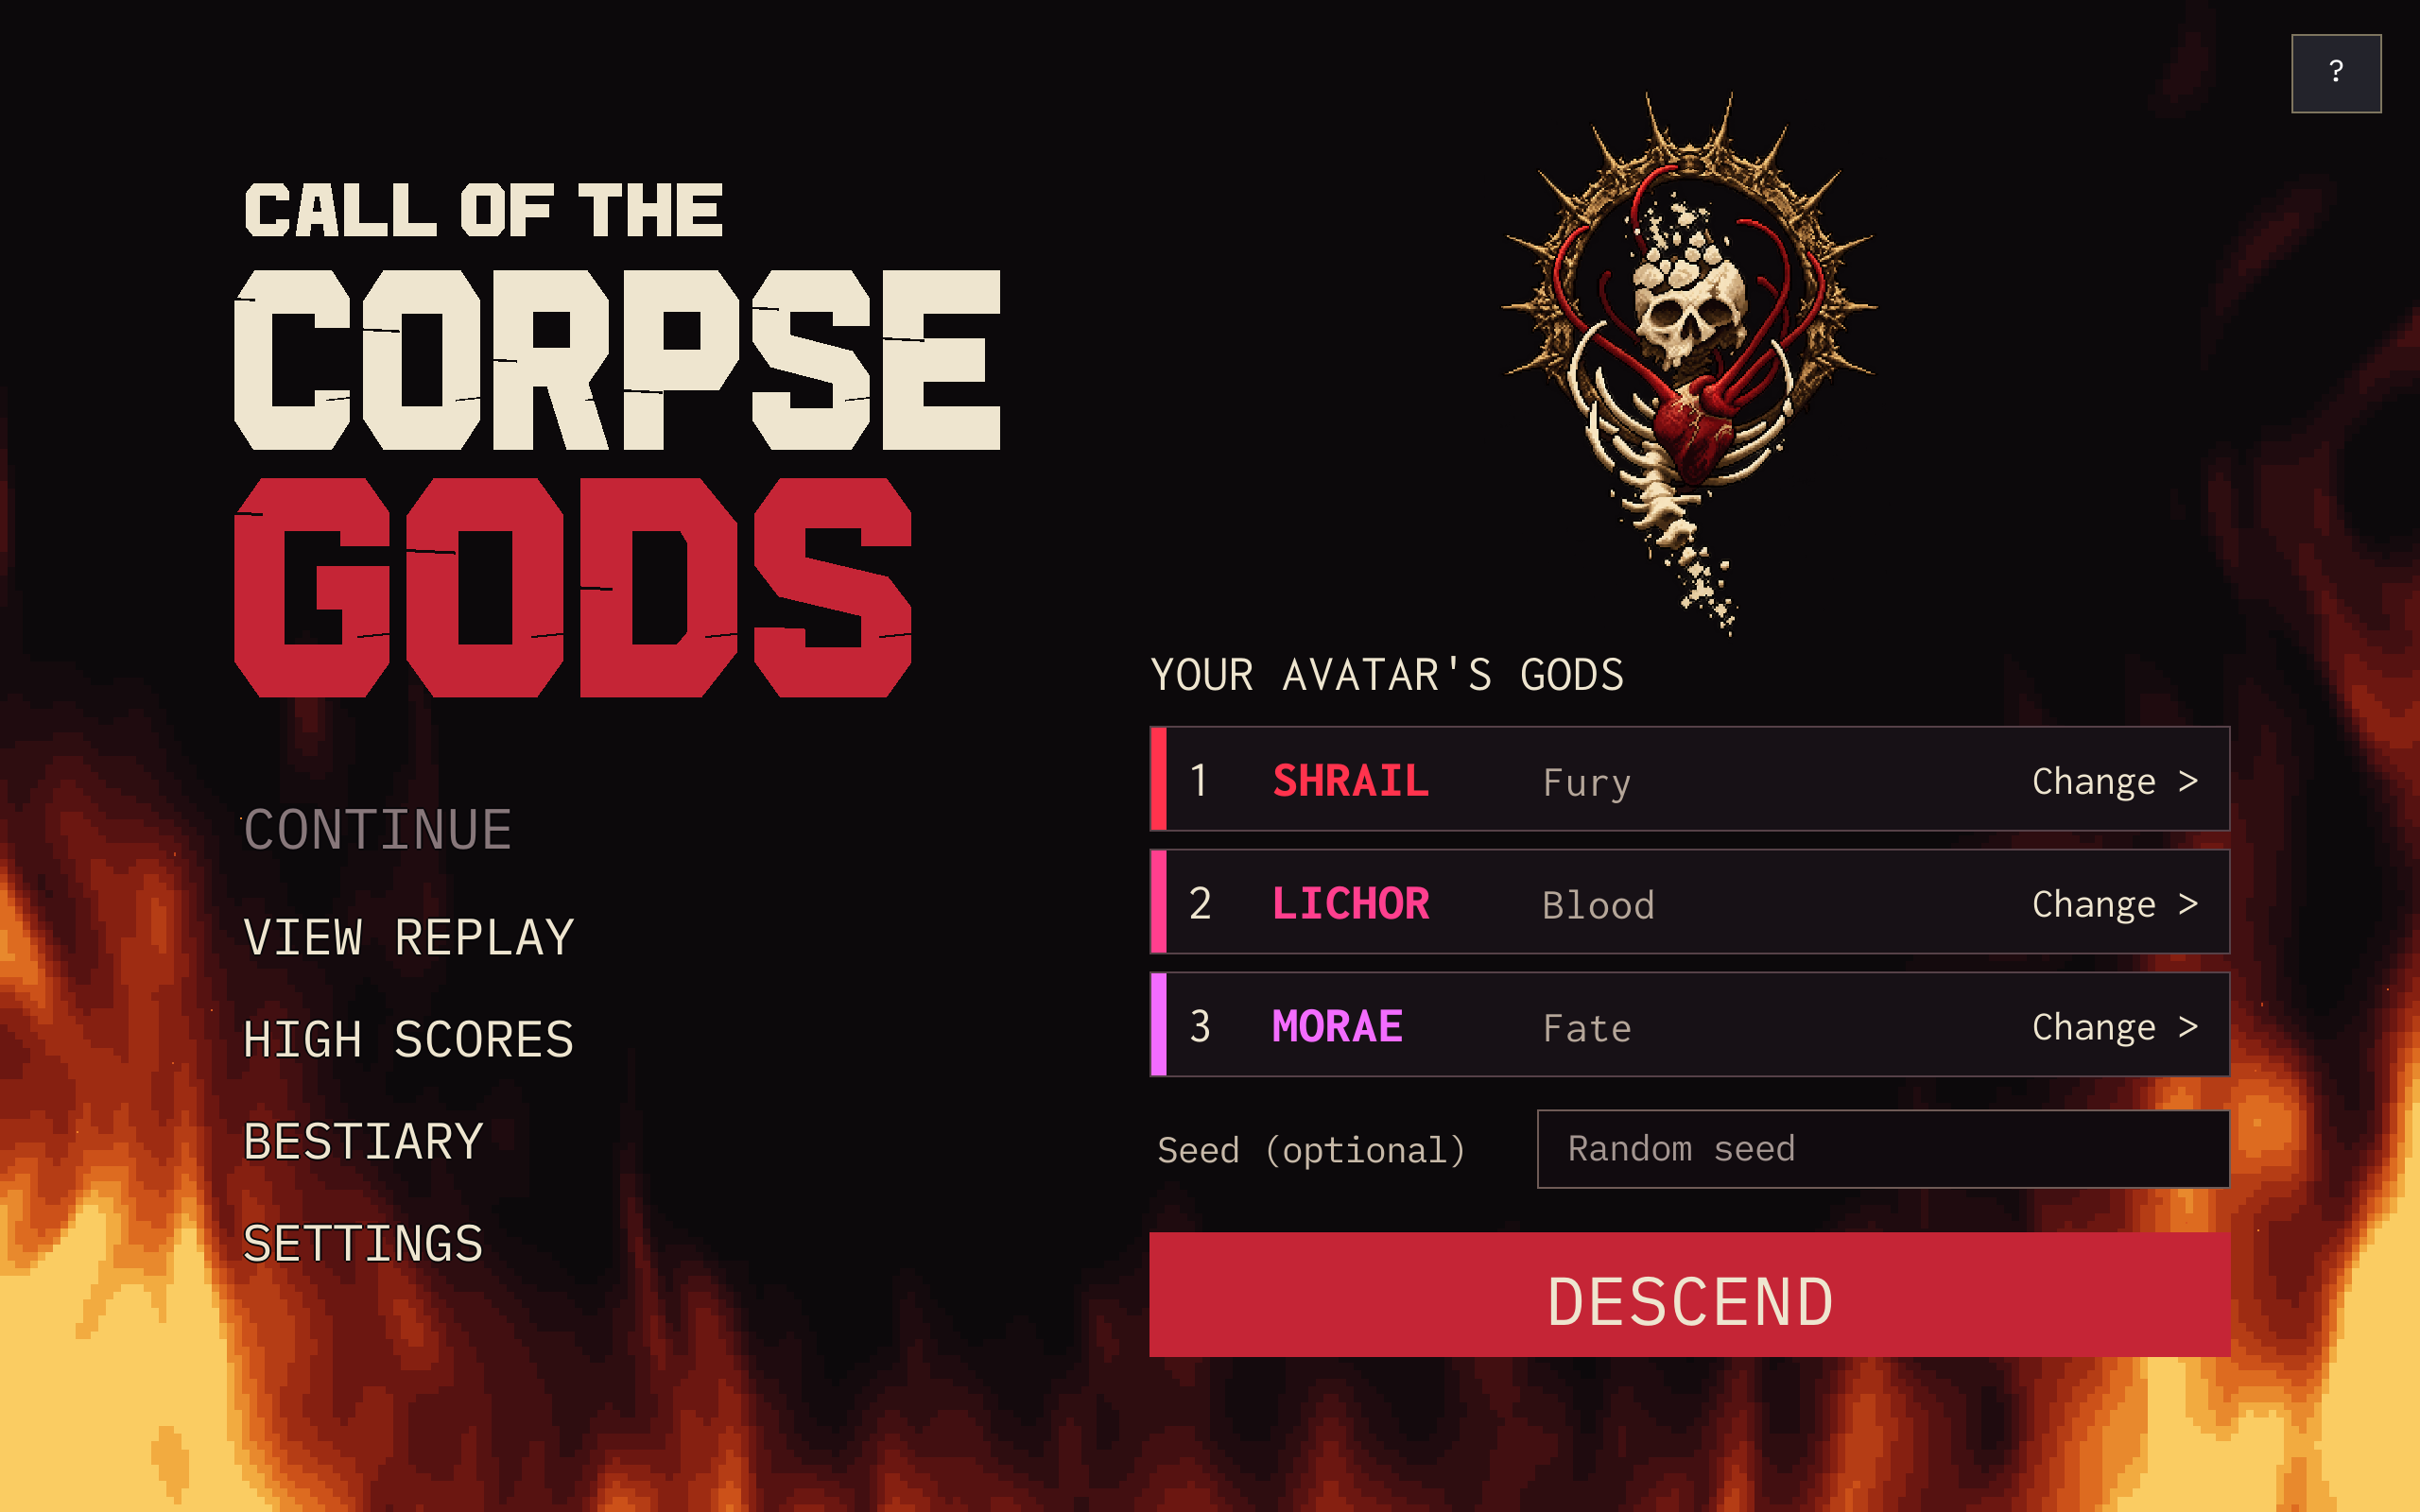 ?
CALL OF THE
CORPSE
GODS
CONTINUE
VIEW REPLAY
HIGH SCORES
BESTIARY
SETTINGS
YOUR AVATAR'S GODS
1 SHRAIL Fury Change >
2 LICHOR Blood Change >
3 MORAE Fate Change >
Seed (optional) Random seed
DESCEND